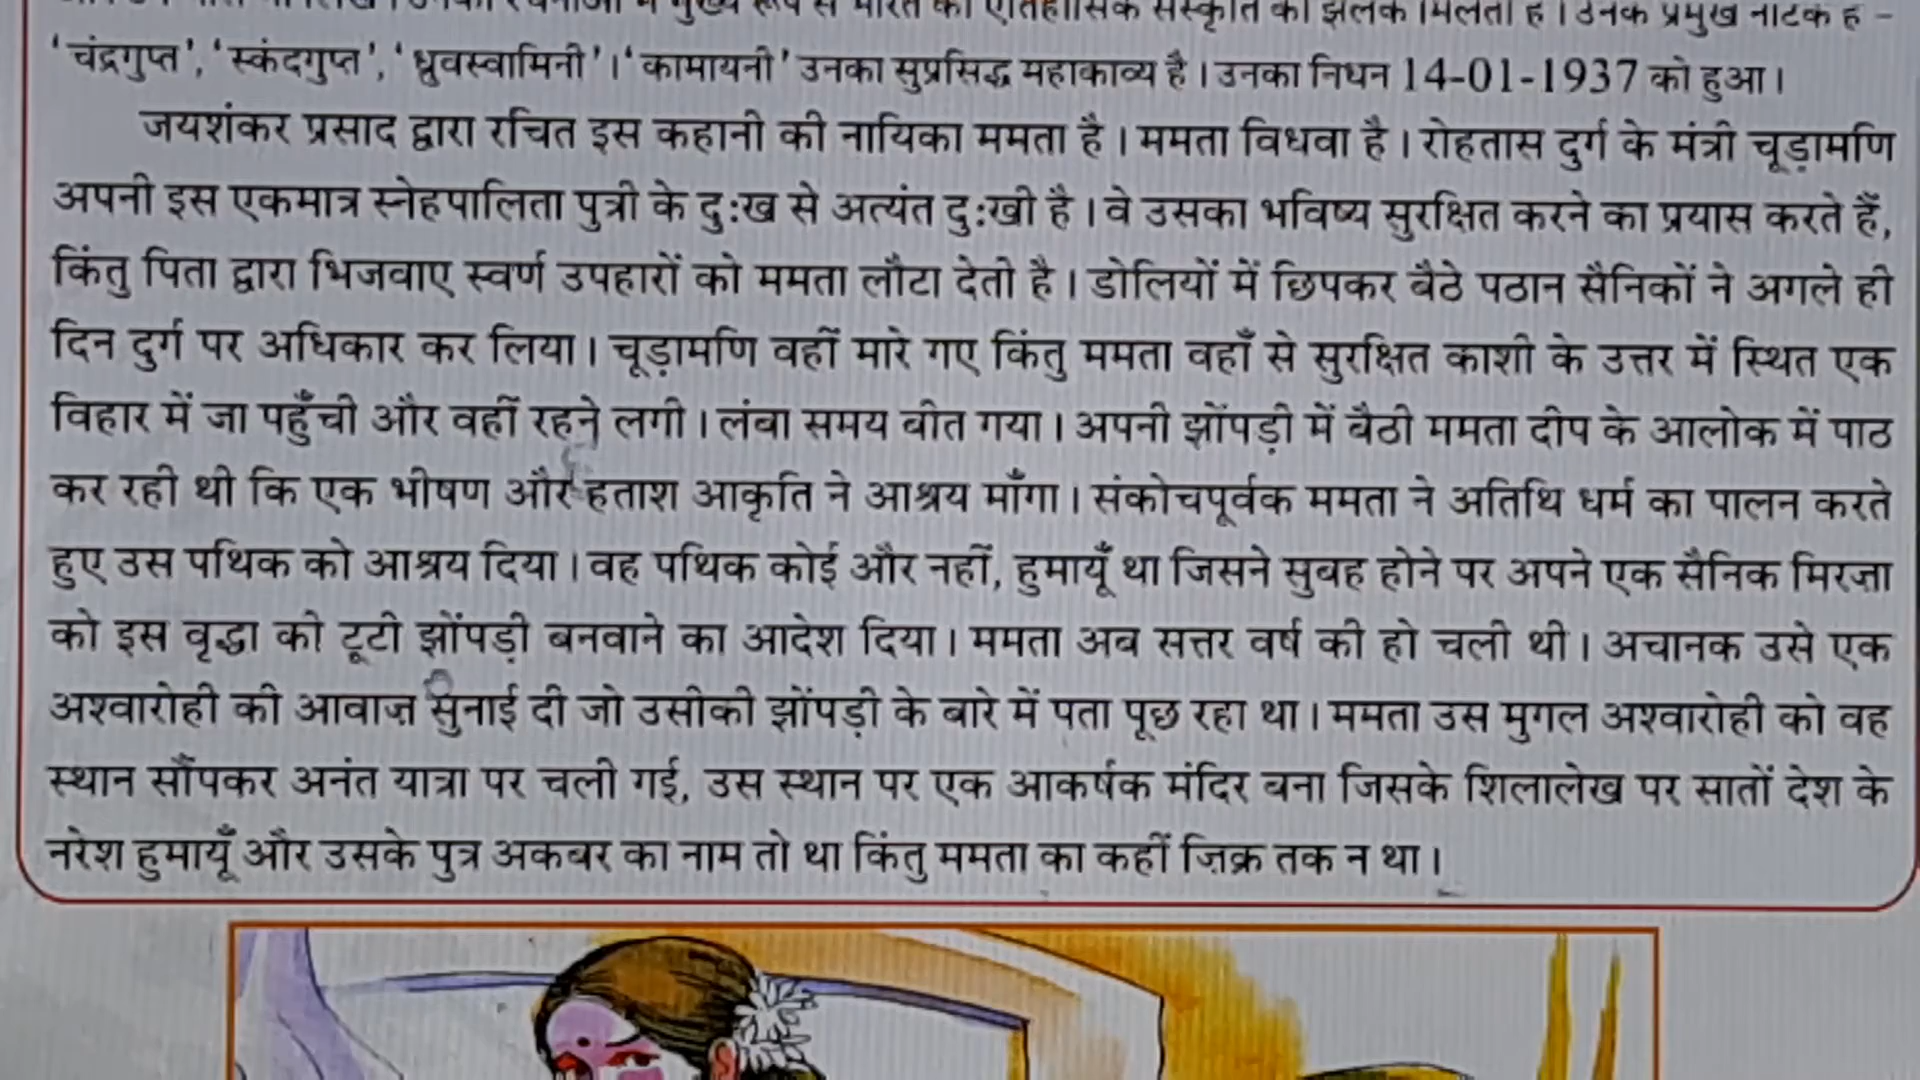 मुख्य रूप से भारत की ऐतिहासिक संस्कृति की झलक मिलती है । उनके प्रमुख नाटक हैं –
'चंद्रगुप्त', 'स्कंदगुप्त', 'ध्रुवस्वामिनी' । 'कामायनी' उनका सुप्रसिद्ध महाकाव्य है । उनका निधन 14-01-1937 को हुआ ।
जयशंकर प्रसाद द्वारा रचित इस कहानी की नायिका ममता है । ममता विधवा है । रोहतास दुर्ग के मंत्री चूड़ामणि
अपनी इस एकमात्र स्नेहपालिता पुत्री के दु:ख से अत्यंत दु:खी है । वे उसका भविष्य सुरक्षित करने का प्रयास करते हैं,
किंतु पिता द्वारा भिजवाए स्वर्ण उपहारों को ममता लौटा देती है । डोलियों में छिपकर बैठे पठान सैनिकों ने अगले ही
दिन दुर्ग पर अधिकार कर लिया । चूड़ामणि वहीं मारे गए किंतु ममता वहाँ से सुरक्षित काशी के उत्तर में स्थित एक
विहार में जा पहुँची और वहीं रहने लगी । लंबा समय बीत गया । अपनी झोंपड़ी में बैठी ममता दीप के आलोक में पाठ
कर रही थी कि एक भीषण और हताश आकृति ने आश्रय माँगा । संकोचपूर्वक ममता ने अतिथि धर्म का पालन करते
हुए उस पथिक को आश्रय दिया । वह पथिक कोई और नहीं, हुमायूँ था जिसने सुबह होने पर अपने एक सैनिक मिरज़ा
को इस वृद्धा की टूटी झोंपड़ी बनवाने का आदेश दिया । ममता अब सत्तर वर्ष की हो चली थी । अचानक उसे एक
अश्वारोही की आवाज़ सुनाई दी जो उसीकी झोंपड़ी के बारे में पता पूछ रहा था । ममता उस मुगल अश्वारोही को वह
स्थान सौंपकर अनंत यात्रा पर चली गई, उस स्थान पर एक आकर्षक मंदिर बना जिसके शिलालेख पर सातों देश के
नरेश हुमायूँ और उसके पुत्र अकबर का नाम तो था किंतु ममता का कहीं ज़िक्र तक न था ।